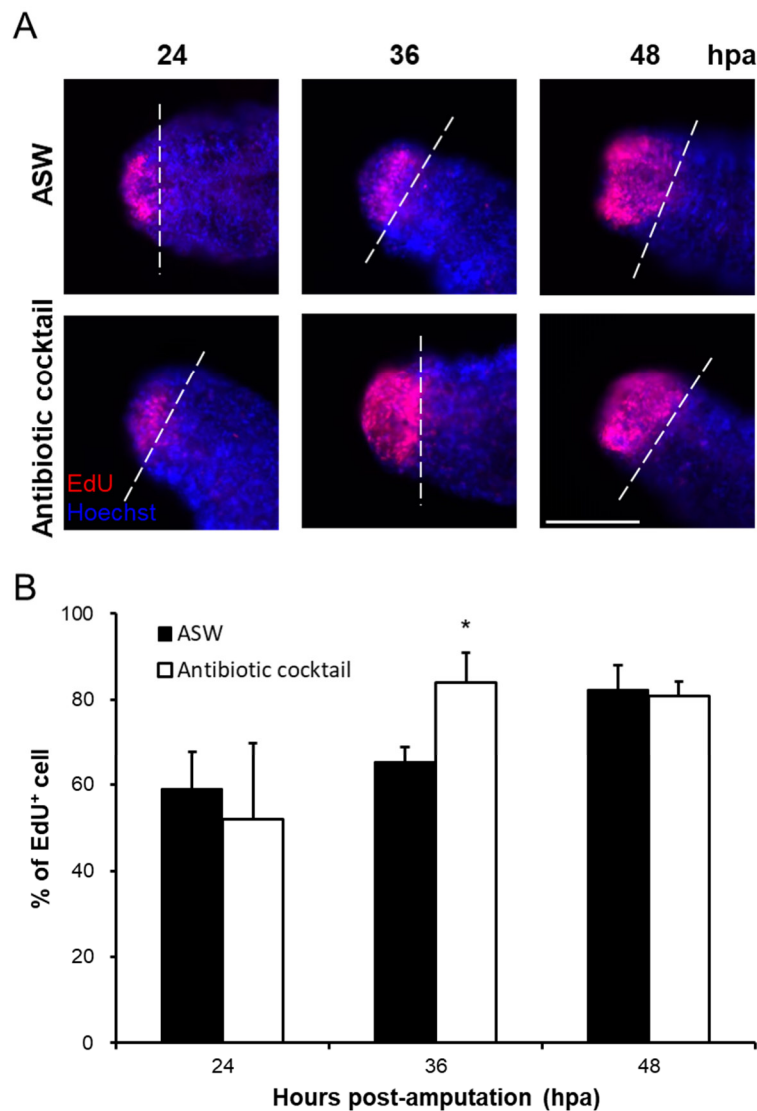 A
24 36 48 hpa
ASW
Antibiotic cocktail
EdU
Hoechst
B
100
80
60
40
20
0
% of EdU⁺ cell
ASW
Antibiotic cocktail
*
24 36 48
Hours post-amputation (hpa)